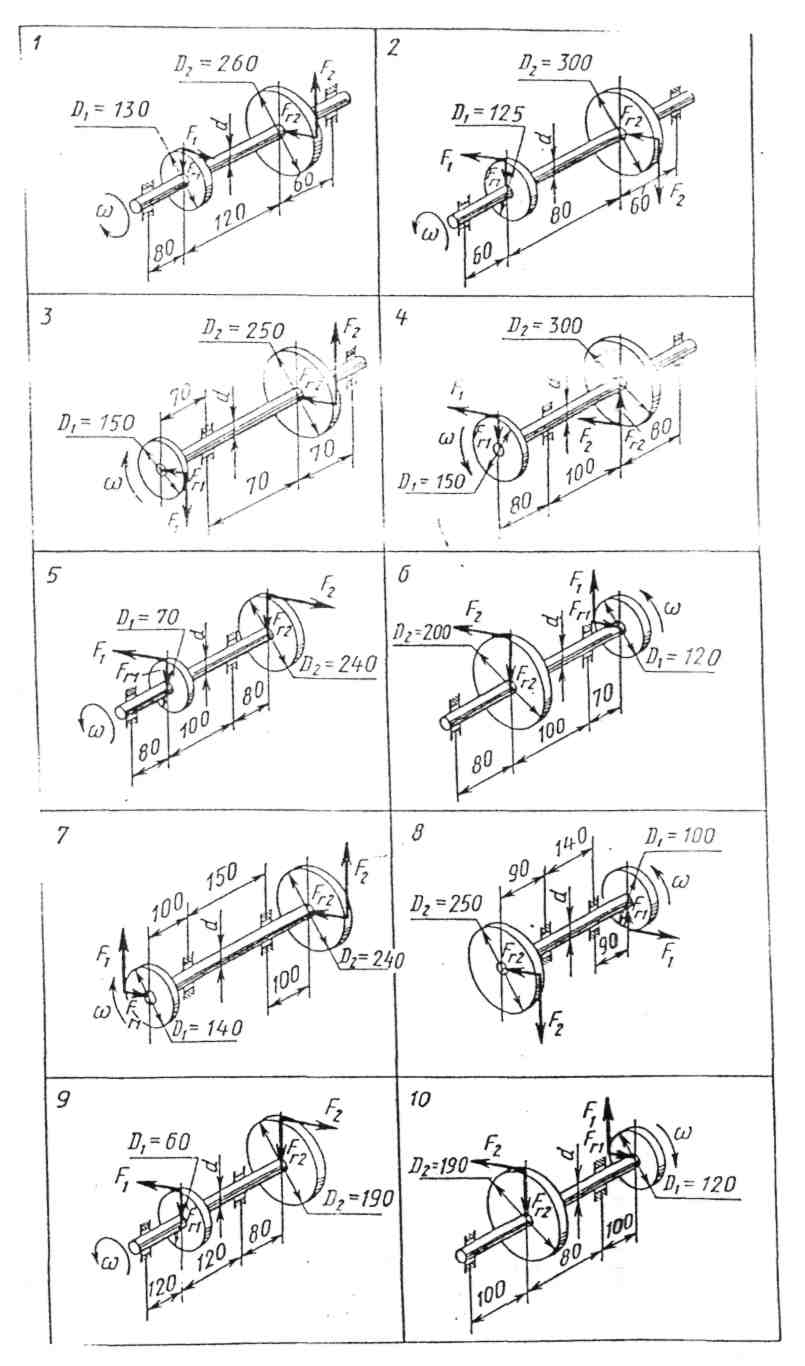 1
D₂ = 260
F₂
D₁ = 130
F₁
d
Fr2
Fr1
ω
60
120
80
2
D₂ = 300
D₁ = 125
d
Fr2
F₁
Fr1
F₂
ω
60
80
60
3
D₂ = 250
F₂
70
d
Fr2
D₁ = 150
ω
Fr1
F₁
70
70
4
D₂ = 300
F₁
d
ω
Fr1
F₂
Fr2
80
D₁ = 150
100
80
5
F₂
D₁ = 70
d
F₁
Fr2
Fr1
D₂ = 240
ω
80
100
80
6
F₁
F₂
Fr1
ω
D₂=200
d
D₁ = 120
Fr2
70
100
80
7
150
100
F₂
d
Fr2
F₁
D₂ = 240
ω
Fr1
100
D₁ = 140
8
D₁ = 100
140
90
ω
D₂ = 250
d
Fr1
Fr2
90
F₁
F₂
9
F₂
D₁ = 60
d
Fr2
F₁
Fr1
D₂ = 190
ω
80
120
120
10
F₁
F₂
Fr1
ω
D₂=190
d
D₁ = 120
Fr2
100
80
100